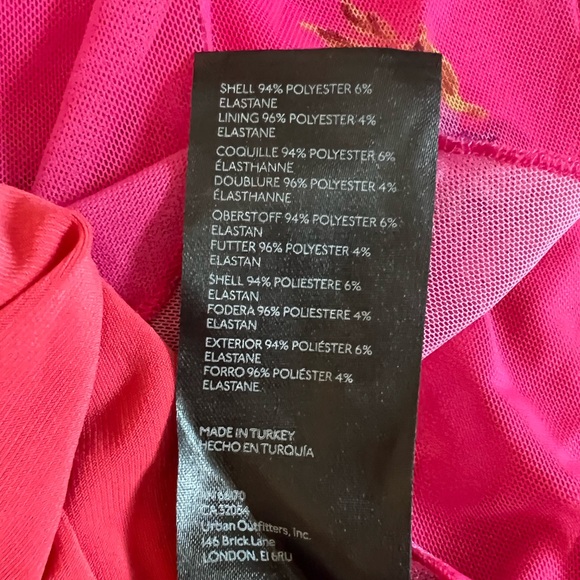 SHELL 94% POLYESTER 6%
ELASTANE
LINING 96% POLYESTER 4%
ELASTANE
COQUILLE 94% POLYESTER 6%
ÉLASTHANNE
DOUBLURE 96% POLYESTER 4%
ÉLASTHANNE
OBERSTOFF 94% POLYESTER 6%
ELASTAN
FUTTER 96% POLYESTER 4%
ELASTAN
SHELL 94% POLIESTERE 6%
ELASTAN
FODERA 96% POLIESTERE 4%
ELASTAN
EXTERIOR 94% POLIÉSTER 6%
ELASTANE
FORRO 96% POLIÉSTER 4%
ELASTANE
MADE IN TURKEY
HECHO EN TURQUÍA
CA 32054
Urban Outfitters, Inc.
146 Brick Lane
LONDON, E1 6RU